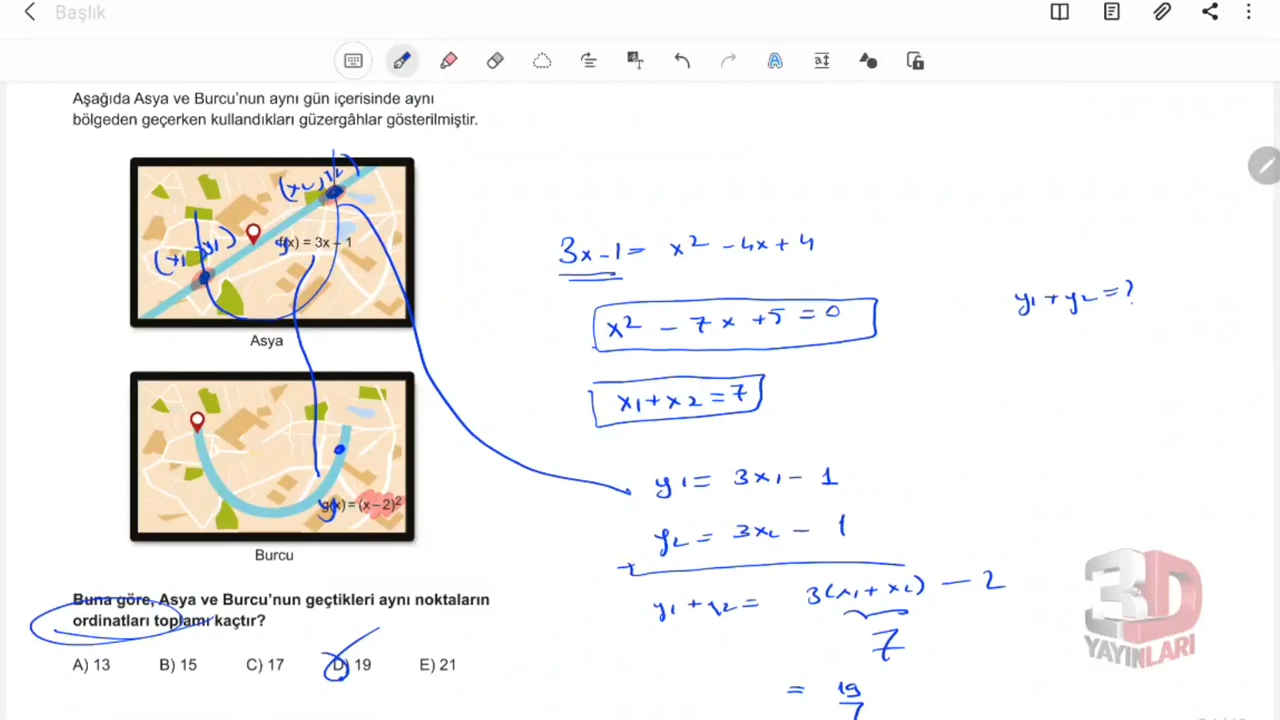 Başlık
Aşağıda Asya ve Burcu'nun aynı gün içerisinde aynı
bölgeden geçerken kullandıkları güzergâhlar gösterilmiştir.
(x1, y1)
(x2, y2)
f(x) = 3x – 1
y
Asya
g(x) = (x–2)²
y
Burcu
Buna göre, Asya ve Burcu'nun geçtikleri aynı noktaların
ordinatları toplamı kaçtır?
A) 13 B) 15 C) 17 D) 19 E) 21
3x – 1 = x² – 4x + 4
x² – 7x + 5 = 0
x1 + x2 = 7
y1 = 3x1 – 1
y2 = 3x2 – 1
+
y1 + y2 = 3(x1 + x2) – 2
7
= 19
y1 + y2 = ?
3D
YAYINLARI